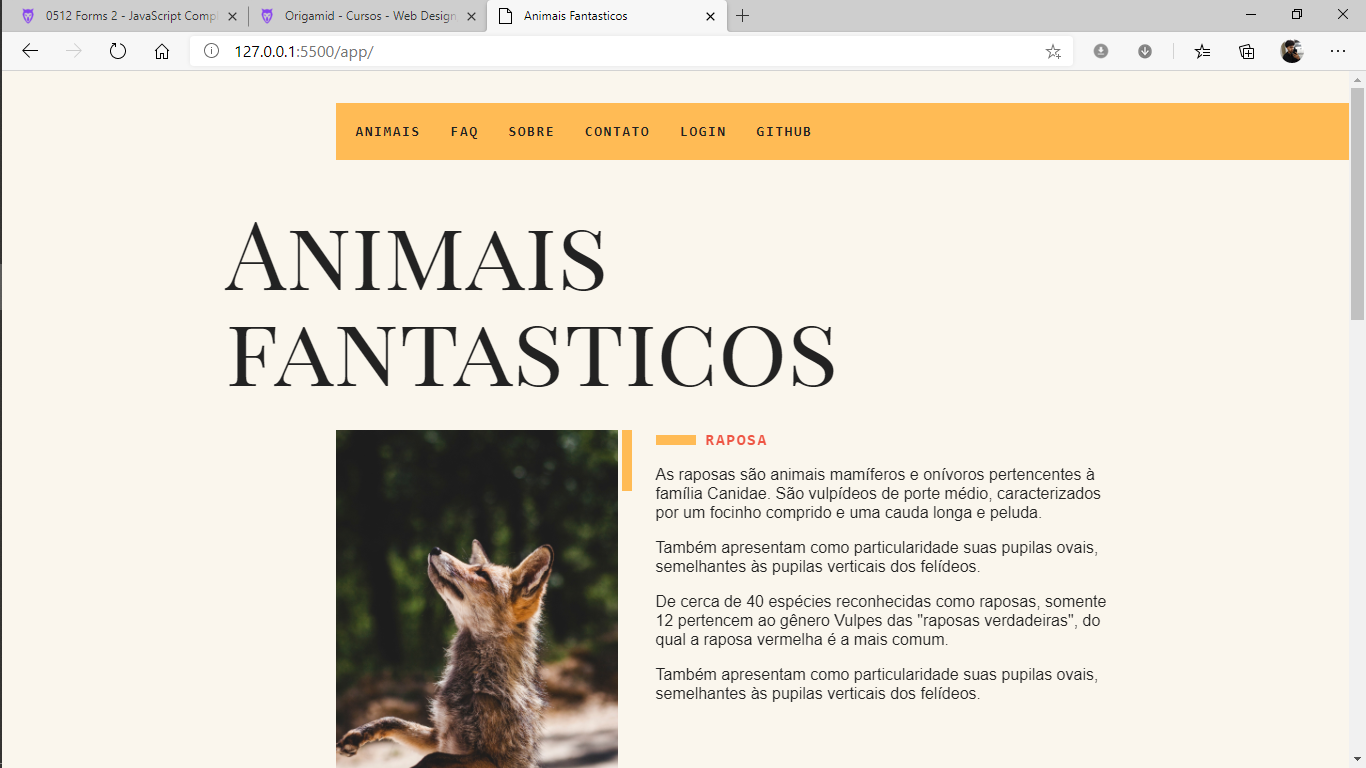 0512 Forms 2 - JavaScript Compl
Origamid - Cursos - Web Design
Animais Fantasticos
127.0.0.1:5500/app/
ANIMAIS FAQ SOBRE CONTATO LOGIN GITHUB
ANIMAIS
FANTASTICOS
RAPOSA
As raposas são animais mamíferos e onívoros pertencentes à
família Canidae. São vulpídeos de porte médio, caracterizados
por um focinho comprido e uma cauda longa e peluda.
Também apresentam como particularidade suas pupilas ovais,
semelhantes às pupilas verticais dos felídeos.
De cerca de 40 espécies reconhecidas como raposas, somente
12 pertencem ao gênero Vulpes das "raposas verdadeiras", do
qual a raposa vermelha é a mais comum.
Também apresentam como particularidade suas pupilas ovais,
semelhantes às pupilas verticais dos felídeos.